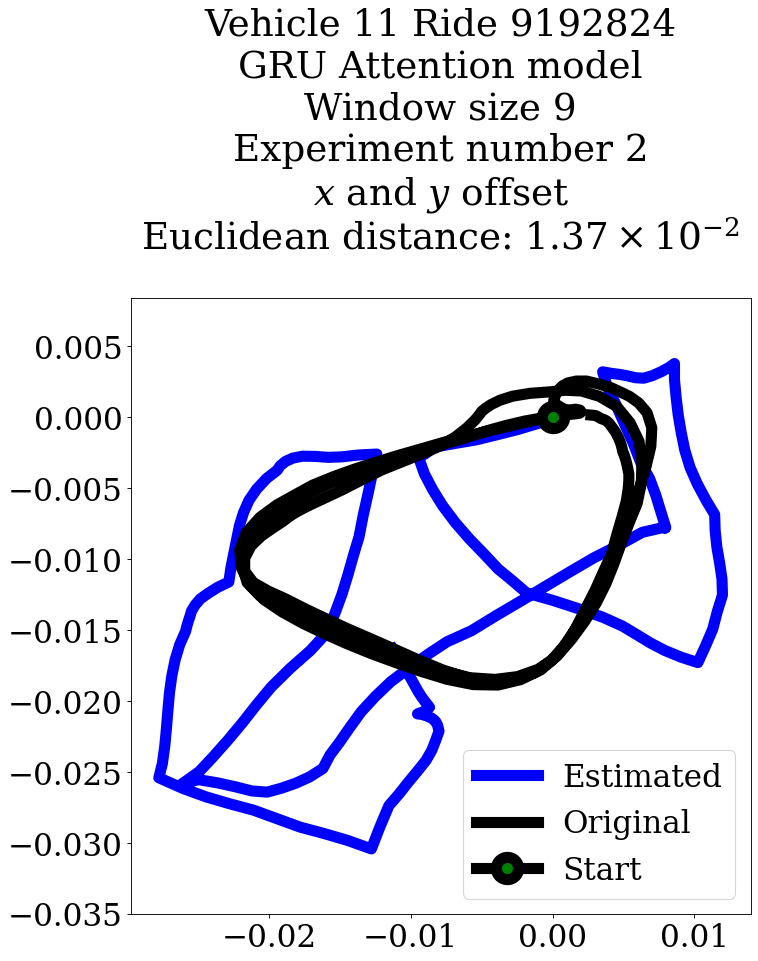 Vehicle 11 Ride 9192824
GRU Attention model
Window size 9
Experiment number 2
x and y offset
Euclidean distance: 1.37 × 10⁻²
0.005
0.000
−0.005
−0.010
−0.015
−0.020
−0.025
−0.030
−0.035
Estimated
Original
Start
−0.02 −0.01 0.00 0.01